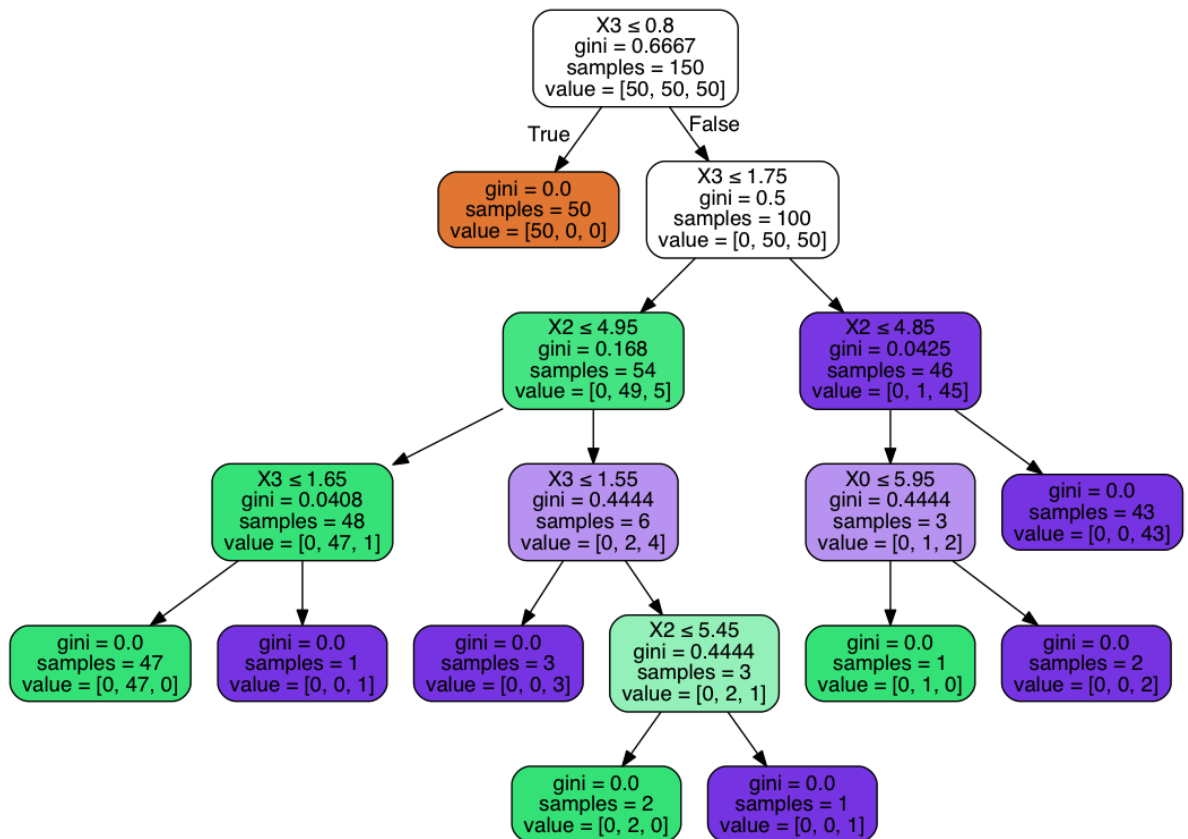 X3 ≤ 0.8
gini = 0.6667
samples = 150
value = [50, 50, 50]
True
False
gini = 0.0
samples = 50
value = [50, 0, 0]
X3 ≤ 1.75
gini = 0.5
samples = 100
value = [0, 50, 50]
X2 ≤ 4.95
gini = 0.168
samples = 54
value = [0, 49, 5]
X2 ≤ 4.85
gini = 0.0425
samples = 46
value = [0, 1, 45]
X3 ≤ 1.65
gini = 0.0408
samples = 48
value = [0, 47, 1]
X3 ≤ 1.55
gini = 0.4444
samples = 6
value = [0, 2, 4]
X0 ≤ 5.95
gini = 0.4444
samples = 3
value = [0, 1, 2]
gini = 0.0
samples = 43
value = [0, 0, 43]
gini = 0.0
samples = 47
value = [0, 47, 0]
gini = 0.0
samples = 1
value = [0, 0, 1]
gini = 0.0
samples = 3
value = [0, 0, 3]
X2 ≤ 5.45
gini = 0.4444
samples = 3
value = [0, 2, 1]
gini = 0.0
samples = 1
value = [0, 1, 0]
gini = 0.0
samples = 2
value = [0, 0, 2]
gini = 0.0
samples = 2
value = [0, 2, 0]
gini = 0.0
samples = 1
value = [0, 0, 1]